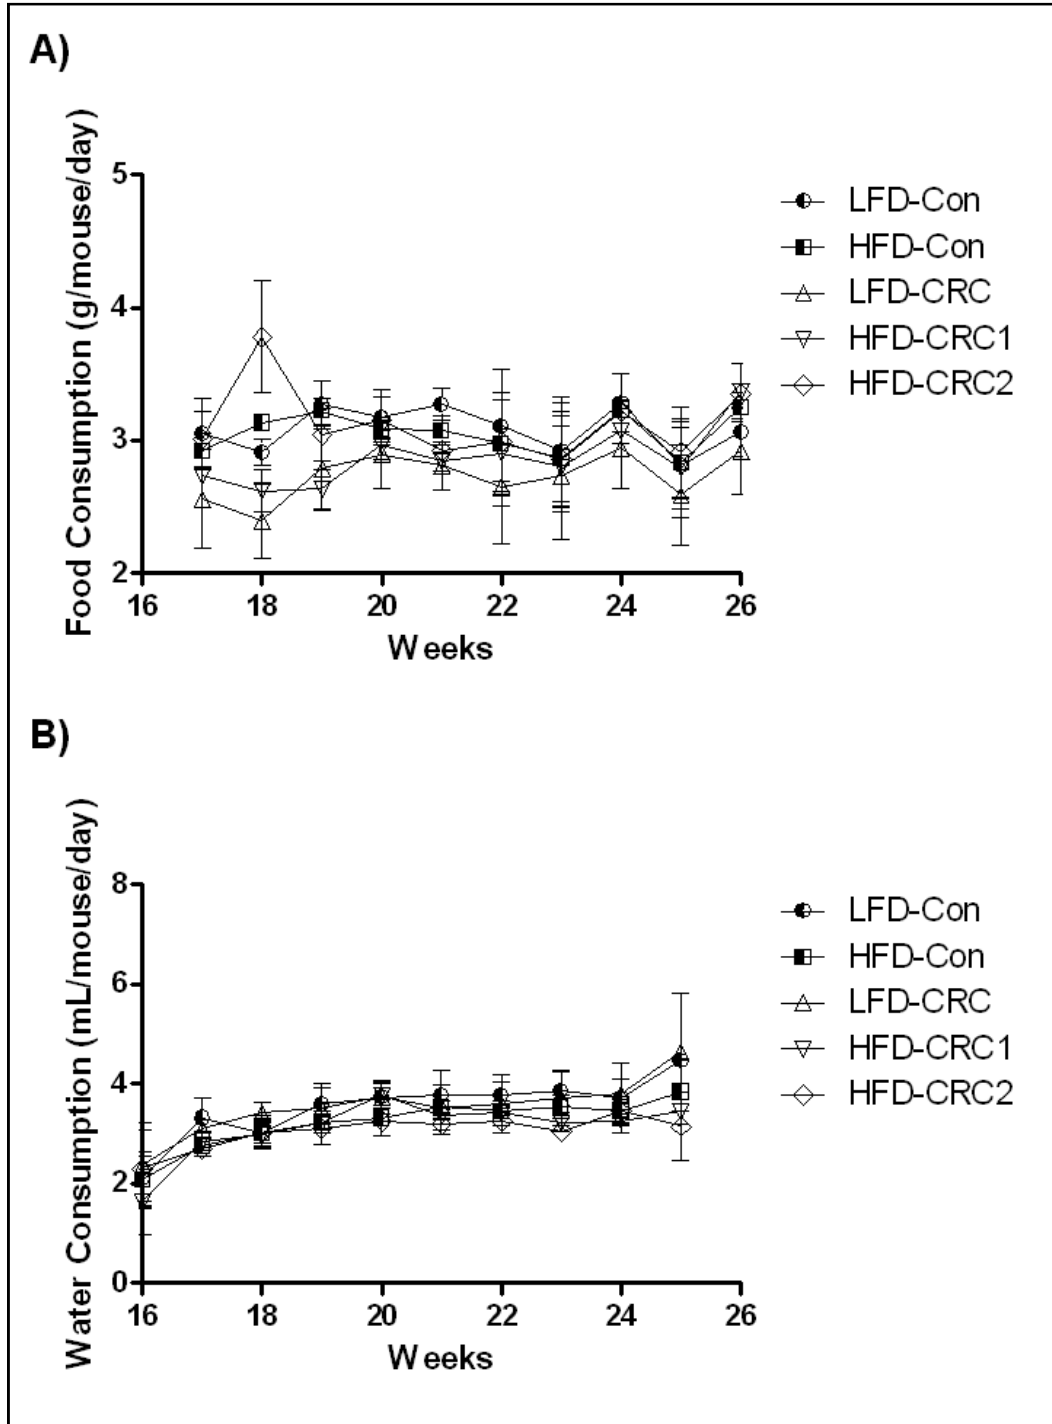 A)
Food Consumption (g/mouse/day)
5
4
3
2
16 18 20 22 24 26
Weeks
LFD-Con
HFD-Con
LFD-CRC
HFD-CRC1
HFD-CRC2
B)
Water Consumption (mL/mouse/day)
8
6
4
2
0
16 18 20 22 24 26
Weeks
LFD-Con
HFD-Con
LFD-CRC
HFD-CRC1
HFD-CRC2